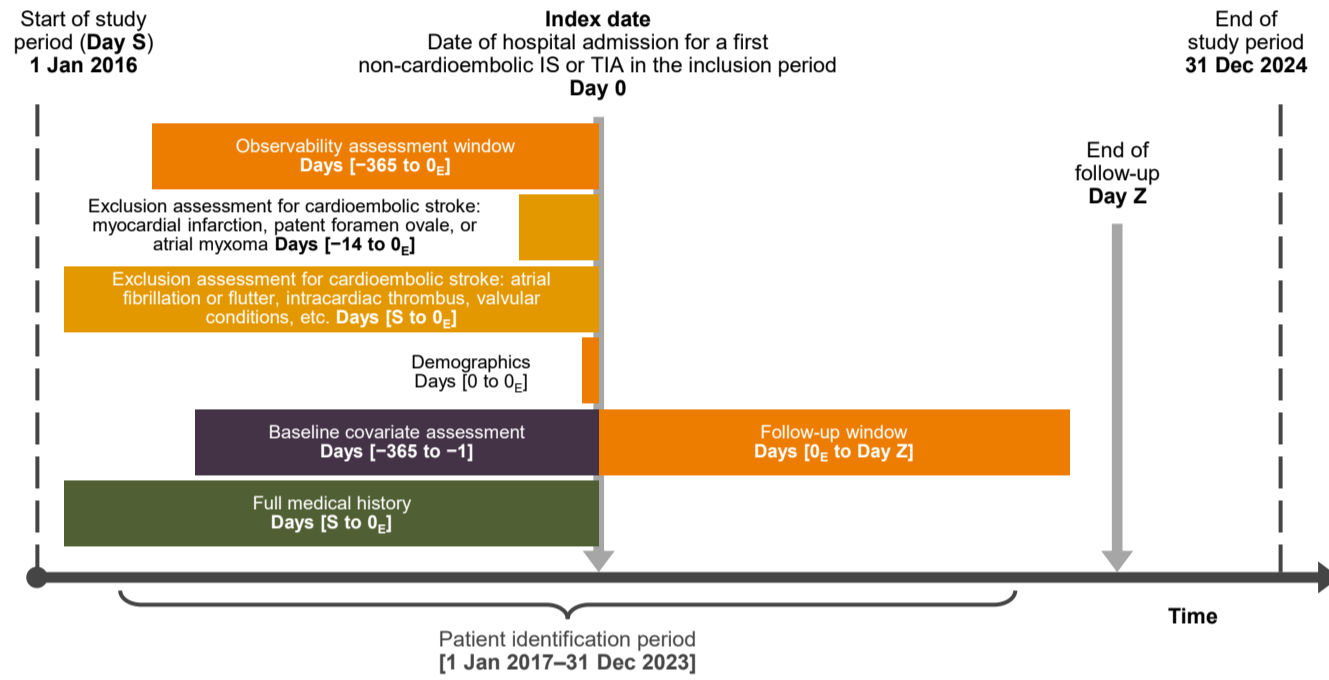 Start of study
period (Day S)
1 Jan 2016
Index date
Date of hospital admission for a first
non-cardioembolic IS or TIA in the inclusion period
Day 0
End of
study period
31 Dec 2024
Observability assessment window
Days [−365 to 0E]
End of
follow-up
Day Z
Exclusion assessment for cardioembolic stroke:
myocardial infarction, patent foramen ovale, or
atrial myxoma Days [−14 to 0E]
Exclusion assessment for cardioembolic stroke: atrial
fibrillation or flutter, intracardiac thrombus, valvular
conditions, etc. Days [S to 0E]
Demographics
Days [0 to 0E]
Baseline covariate assessment
Days [−365 to −1]
Follow-up window
Days [0E to Day Z]
Full medical history
Days [S to 0E]
Time
Patient identification period
[1 Jan 2017–31 Dec 2023]